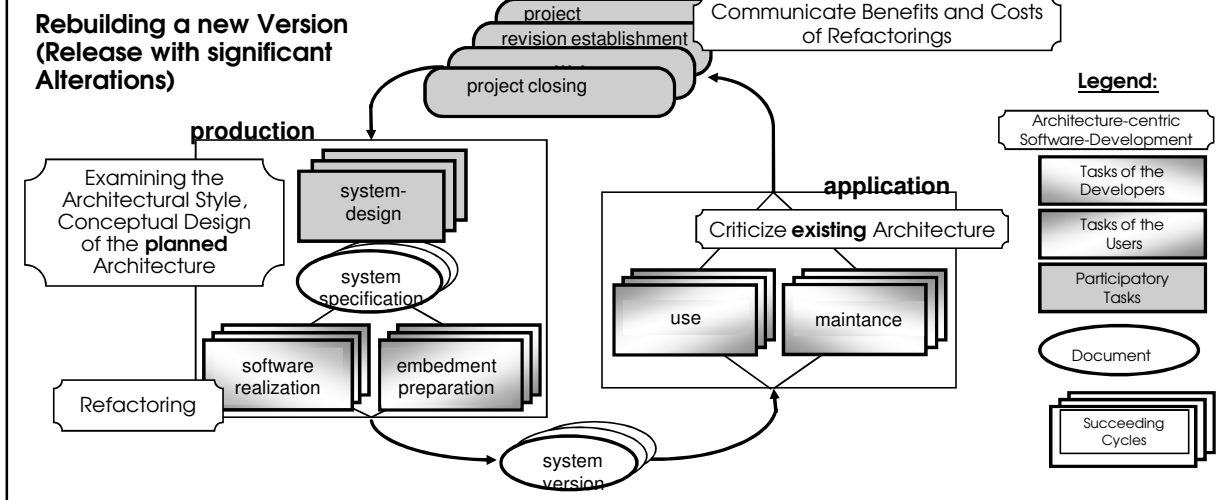 Rebuilding a new Version
(Release with significant
Alterations)
project
revision establishment
project closing
Communicate Benefits and Costs
of Refactorings
production
Examining the
Architectural Style,
Conceptual Design
of the planned
Architecture
system-
design
system
specification
software
realization
embedment
preparation
Refactoring
system
version
application
Criticize existing Architecture
use
maintance
Legend:
Architecture-centric
Software-Development
Tasks of the
Developers
Tasks of the
Users
Participatory
Tasks
Document
Succeeding
Cycles